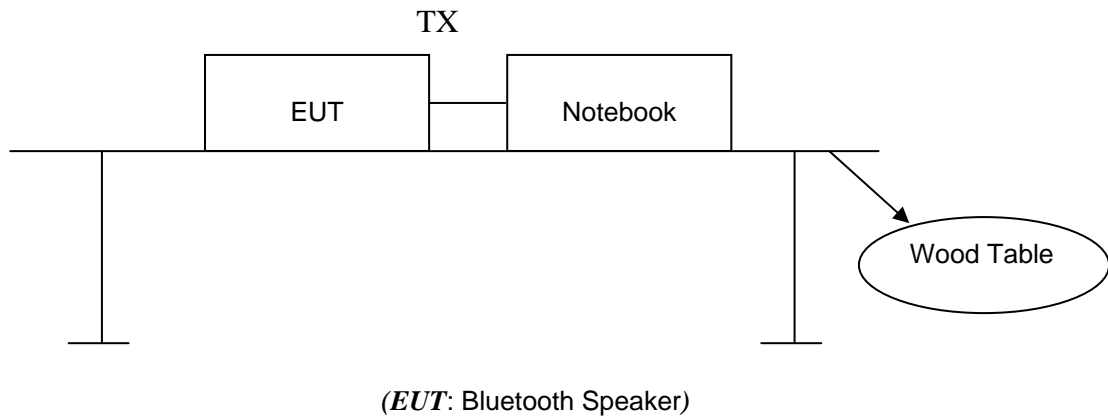 TX
EUT
Notebook
Wood Table
(EUT: Bluetooth Speaker)